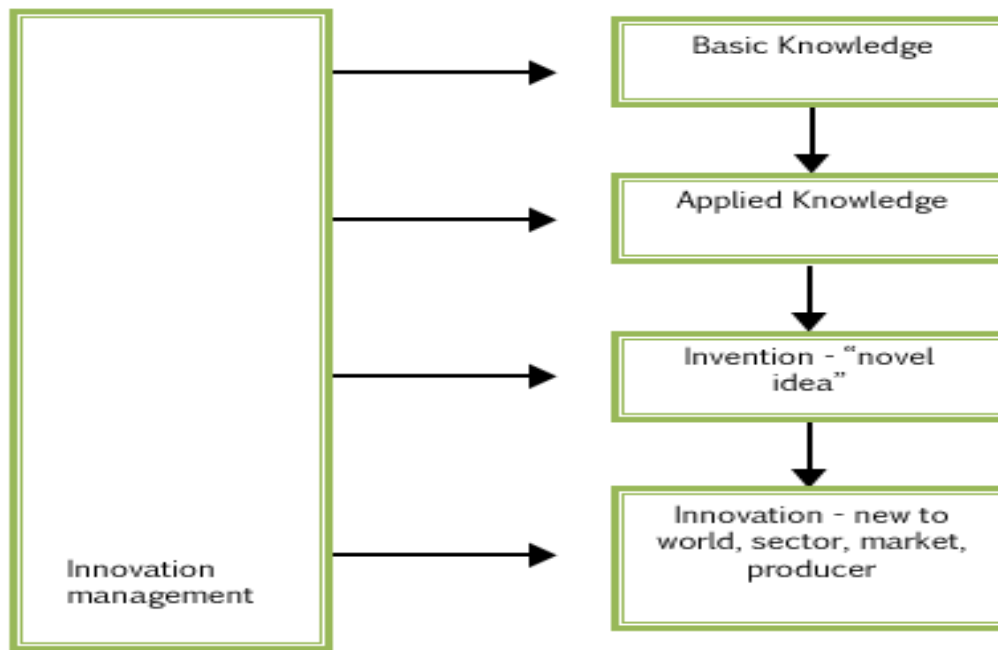 Basic Knowledge
Applied Knowledge
Invention - “novel
idea”
Innovation - new to
world, sector, market,
producer
Innovation
management